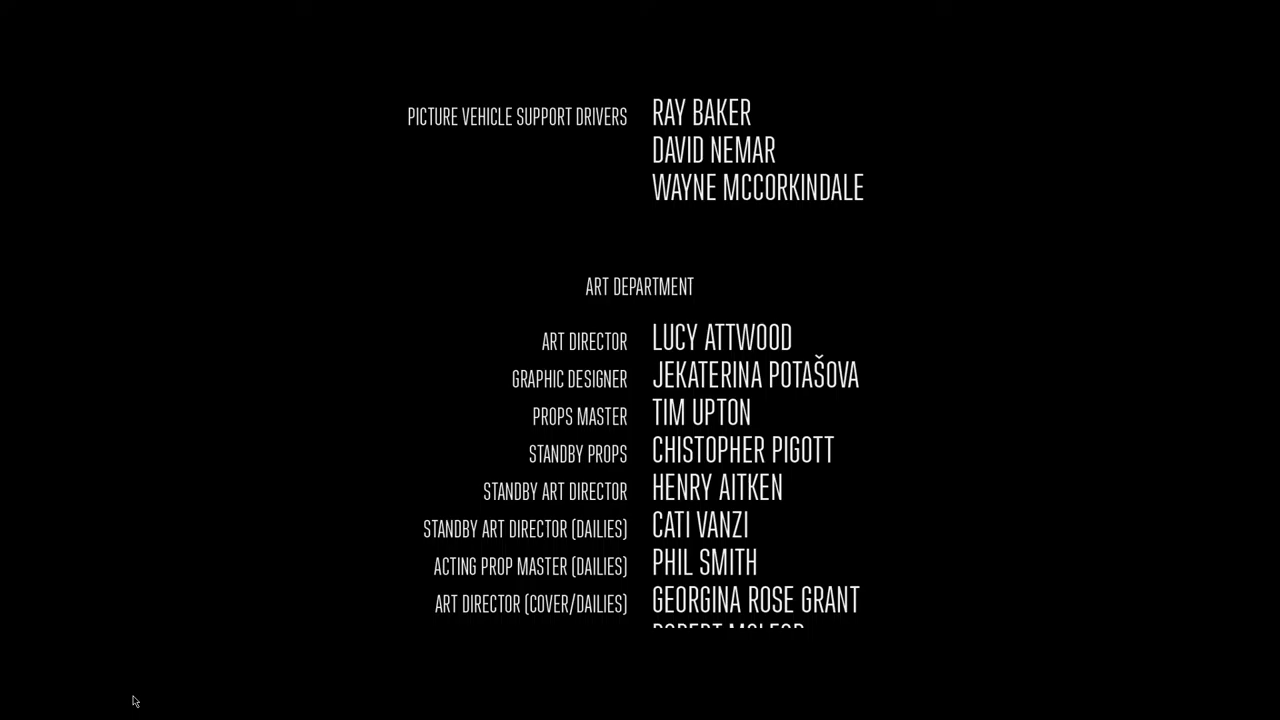 PICTURE VEHICLE SUPPORT DRIVERS RAY BAKER
DAVID NEMAR
WAYNE MCCORKINDALE
ART DEPARTMENT
ART DIRECTOR LUCY ATTWOOD
GRAPHIC DESIGNER JEKATERINA POTAŠOVA
PROPS MASTER TIM UPTON
STANDBY PROPS CHISTOPHER PIGOTT
STANDBY ART DIRECTOR HENRY AITKEN
STANDBY ART DIRECTOR (DAILIES) CATI VANZI
ACTING PROP MASTER (DAILIES) PHIL SMITH
ART DIRECTOR (COVER/DAILIES) GEORGINA ROSE GRANT